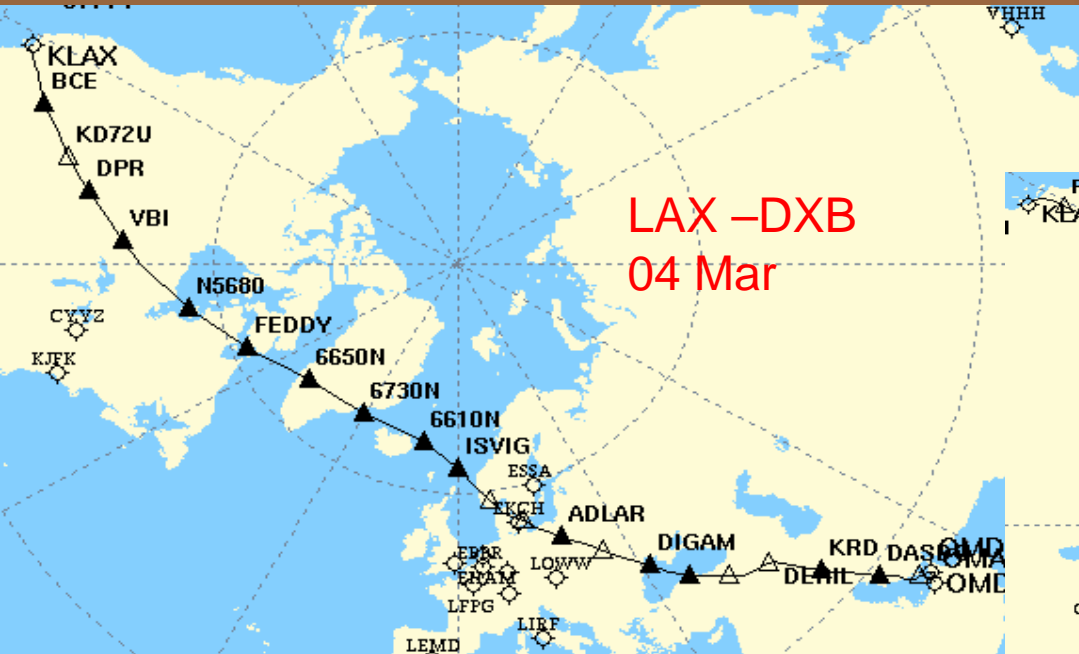 VHHH
KLAX
BCE
KD72U
DPR
VBI
LAX –DXB
04 Mar
N5680
CYYZ
FEDDY
KJFK
6650N
6730N
6610N
ISVIG
ESSA
EKCH
ADLAR
DIGAM
KRD
LOWW
DEHIL
LFPG
LIRF
LEMD